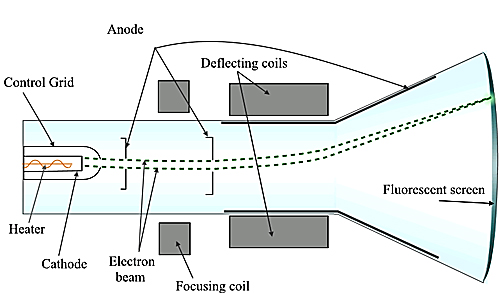 Anode
Deflecting coils
Control Grid
Fluorescent screen
Heater
Cathode
Electron
beam
Focusing coil